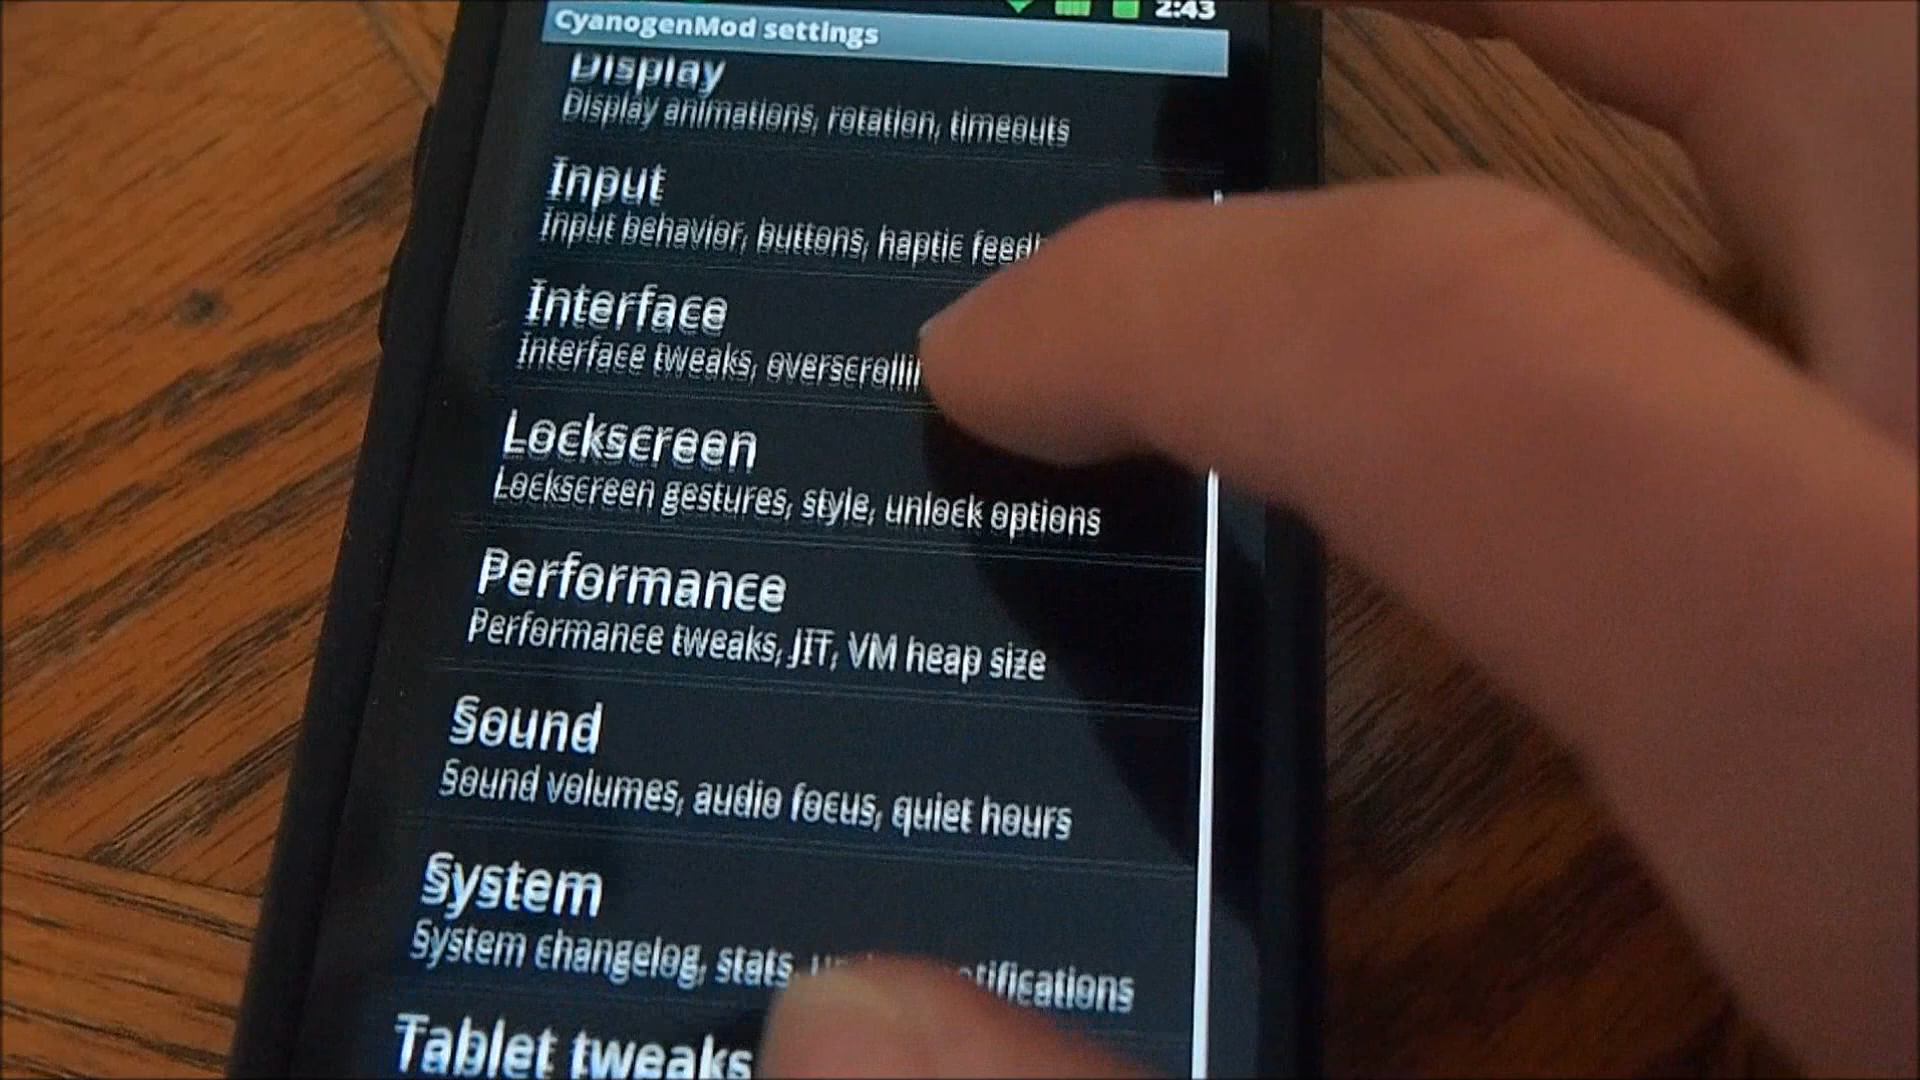 2:43
CyanogenMod settings
Display
Display animations, rotation, timeouts
Input
Input behavior, buttons, haptic
Interface
Interface tweaks,
Lockscreen
Lockscreen gestures, style, unlock options
Performance
Performance tweaks, JIT, VM heap size
Sound
Sound volumes, audio focus, quiet hours
System
System changelog, stats,
Tablet tweaks